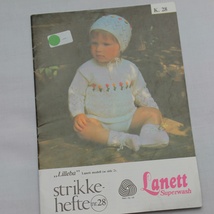 K. 28
„Lilleba"
strikke-
hefte nr. 28
Lanett
Superwash